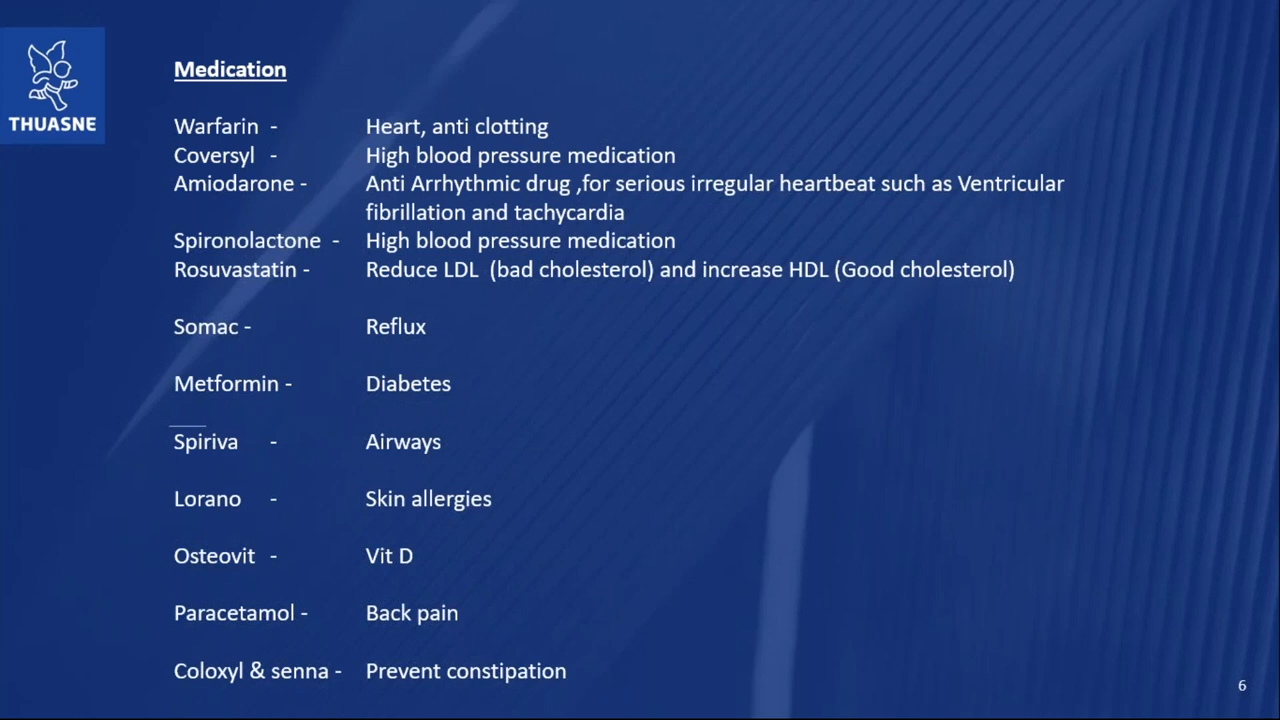 THUASNE
Medication
Warfarin - Heart, anti clotting
Coversyl - High blood pressure medication
Amiodarone - Anti Arrhythmic drug ,for serious irregular heartbeat such as Ventricular
fibrillation and tachycardia
Spironolactone - High blood pressure medication
Rosuvastatin - Reduce LDL (bad cholesterol) and increase HDL (Good cholesterol)
Somac - Reflux
Metformin - Diabetes
Spiriva - Airways
Lorano - Skin allergies
Osteovit - Vit D
Paracetamol - Back pain
Coloxyl & senna - Prevent constipation
6